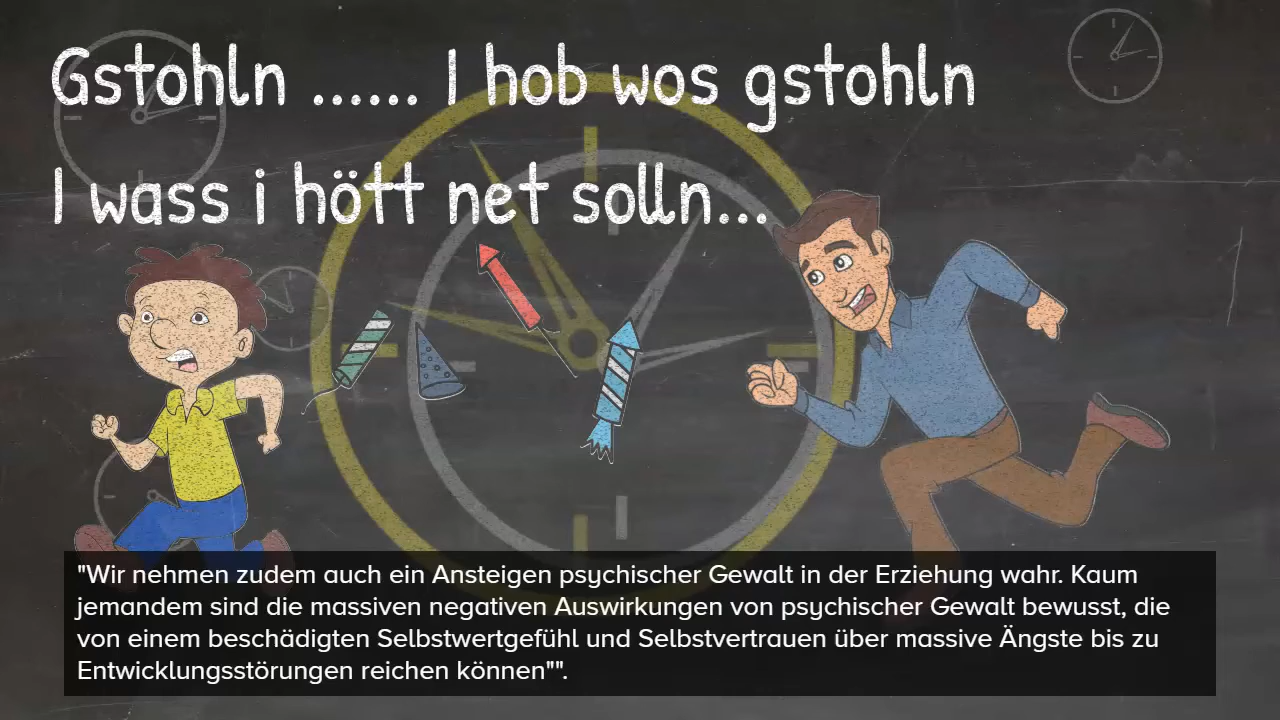 Gstohln ...... I hob wos gstohln
I wass i hött net solln...
"Wir nehmen zudem auch ein Ansteigen psychischer Gewalt in der Erziehung wahr. Kaum
jemandem sind die massiven negativen Auswirkungen von psychischer Gewalt bewusst, die
von einem beschädigten Selbstwertgefühl und Selbstvertrauen über massive Ängste bis zu
Entwicklungsstörungen reichen können"".